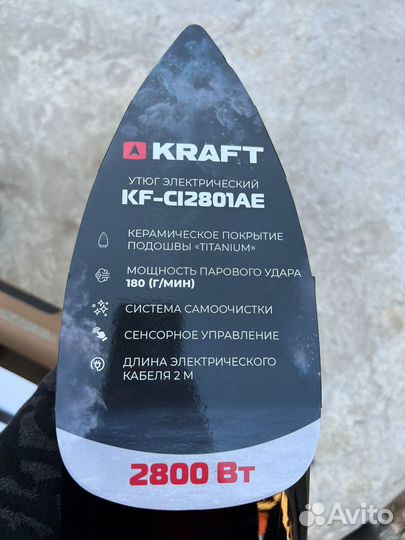 KRAFT
УТЮГ ЭЛЕКТРИЧЕСКИЙ
KF-CI2801AE
КЕРАМИЧЕСКОЕ ПОКРЫТИЕ
ПОДОШВЫ «TITANIUM»
МОЩНОСТЬ ПАРОВОГО УДАРА
180 (Г/МИН)
СИСТЕМА САМООЧИСТКИ
СЕНСОРНОЕ УПРАВЛЕНИЕ
ДЛИНА ЭЛЕКТРИЧЕСКОГО
КАБЕЛЯ 2 М
2800 Вт
Avito